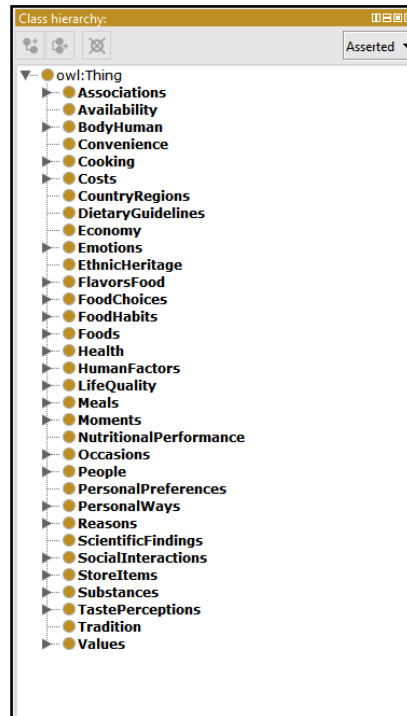 Class hierarchy:
Asserted
owl:Thing
Associations
Availability
BodyHuman
Convenience
Cooking
Costs
CountryRegions
DietaryGuidelines
Economy
Emotions
EthnicHeritage
FlavorsFood
FoodChoices
FoodHabits
Foods
Health
HumanFactors
LifeQuality
Meals
Moments
NutritionalPerformance
Occasions
People
PersonalPreferences
PersonalWays
Reasons
ScientificFindings
SocialInteractions
StoreItems
Substances
TastePerceptions
Tradition
Values